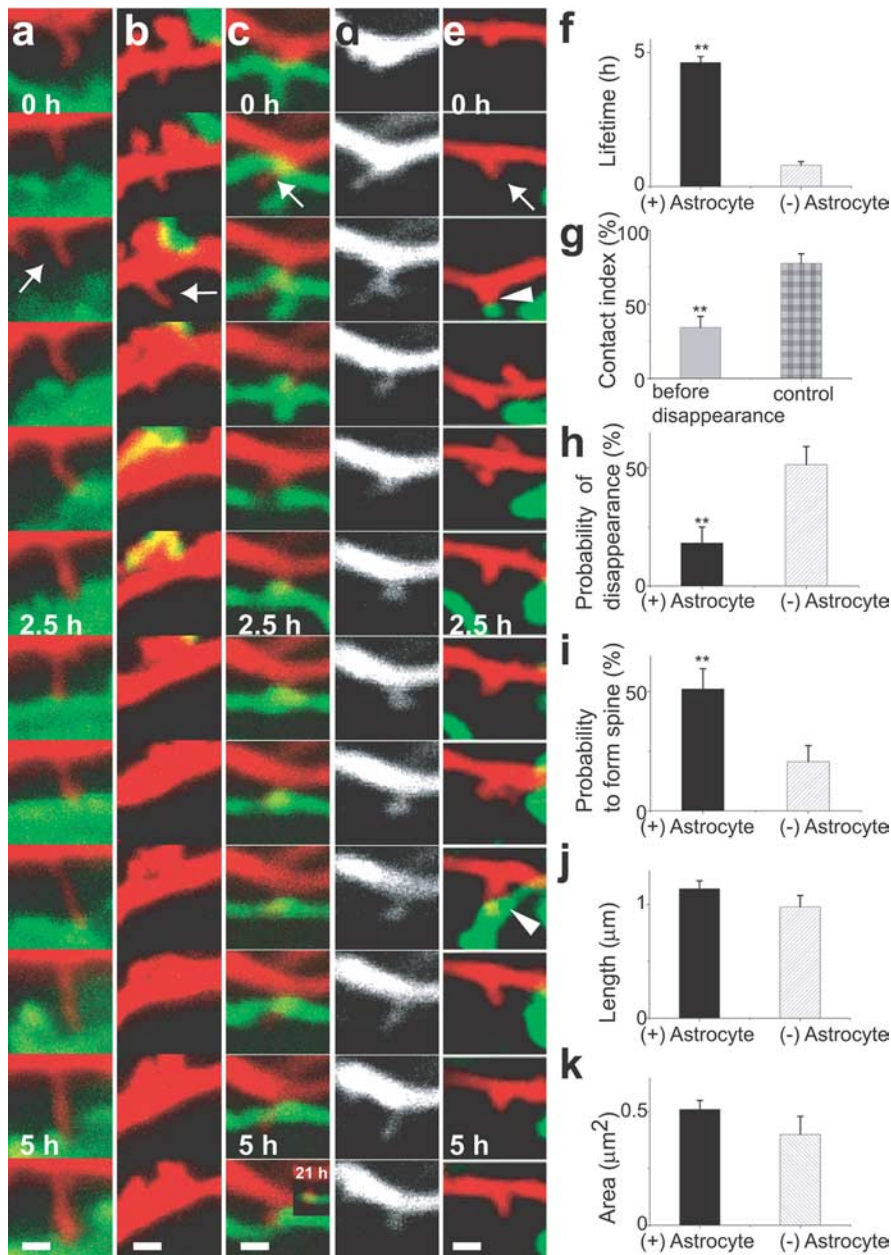 a
b
c
d
e
0 h
0 h
0 h
2.5 h
2.5 h
2.5 h
5 h
5 h
5 h
21 h
f
Lifetime (h)
5
0
**
(+) Astrocyte
(-) Astrocyte
g
Contact index (%)
100
50
0
**
before
disappearance
control
h
Probability of
disappearance (%)
50
0
**
(+) Astrocyte
(-) Astrocyte
i
Probability
to form spine (%)
50
0
**
(+) Astrocyte
(-) Astrocyte
j
Length (μm)
1
0
(+) Astrocyte
(-) Astrocyte
k
Area (μm²)
0.5
0
(+) Astrocyte
(-) Astrocyte